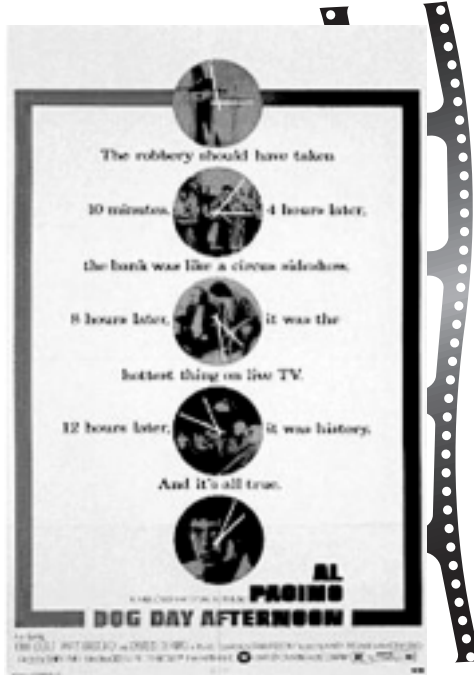 The robbery should have taken
10 minutes. 4 hours later,
the bank was like a circus sideshow.
8 hours later, it was the
hottest thing on live TV.
12 hours later, it was history.
And it's all true.
AL
PACINO
DOG DAY AFTERNOON